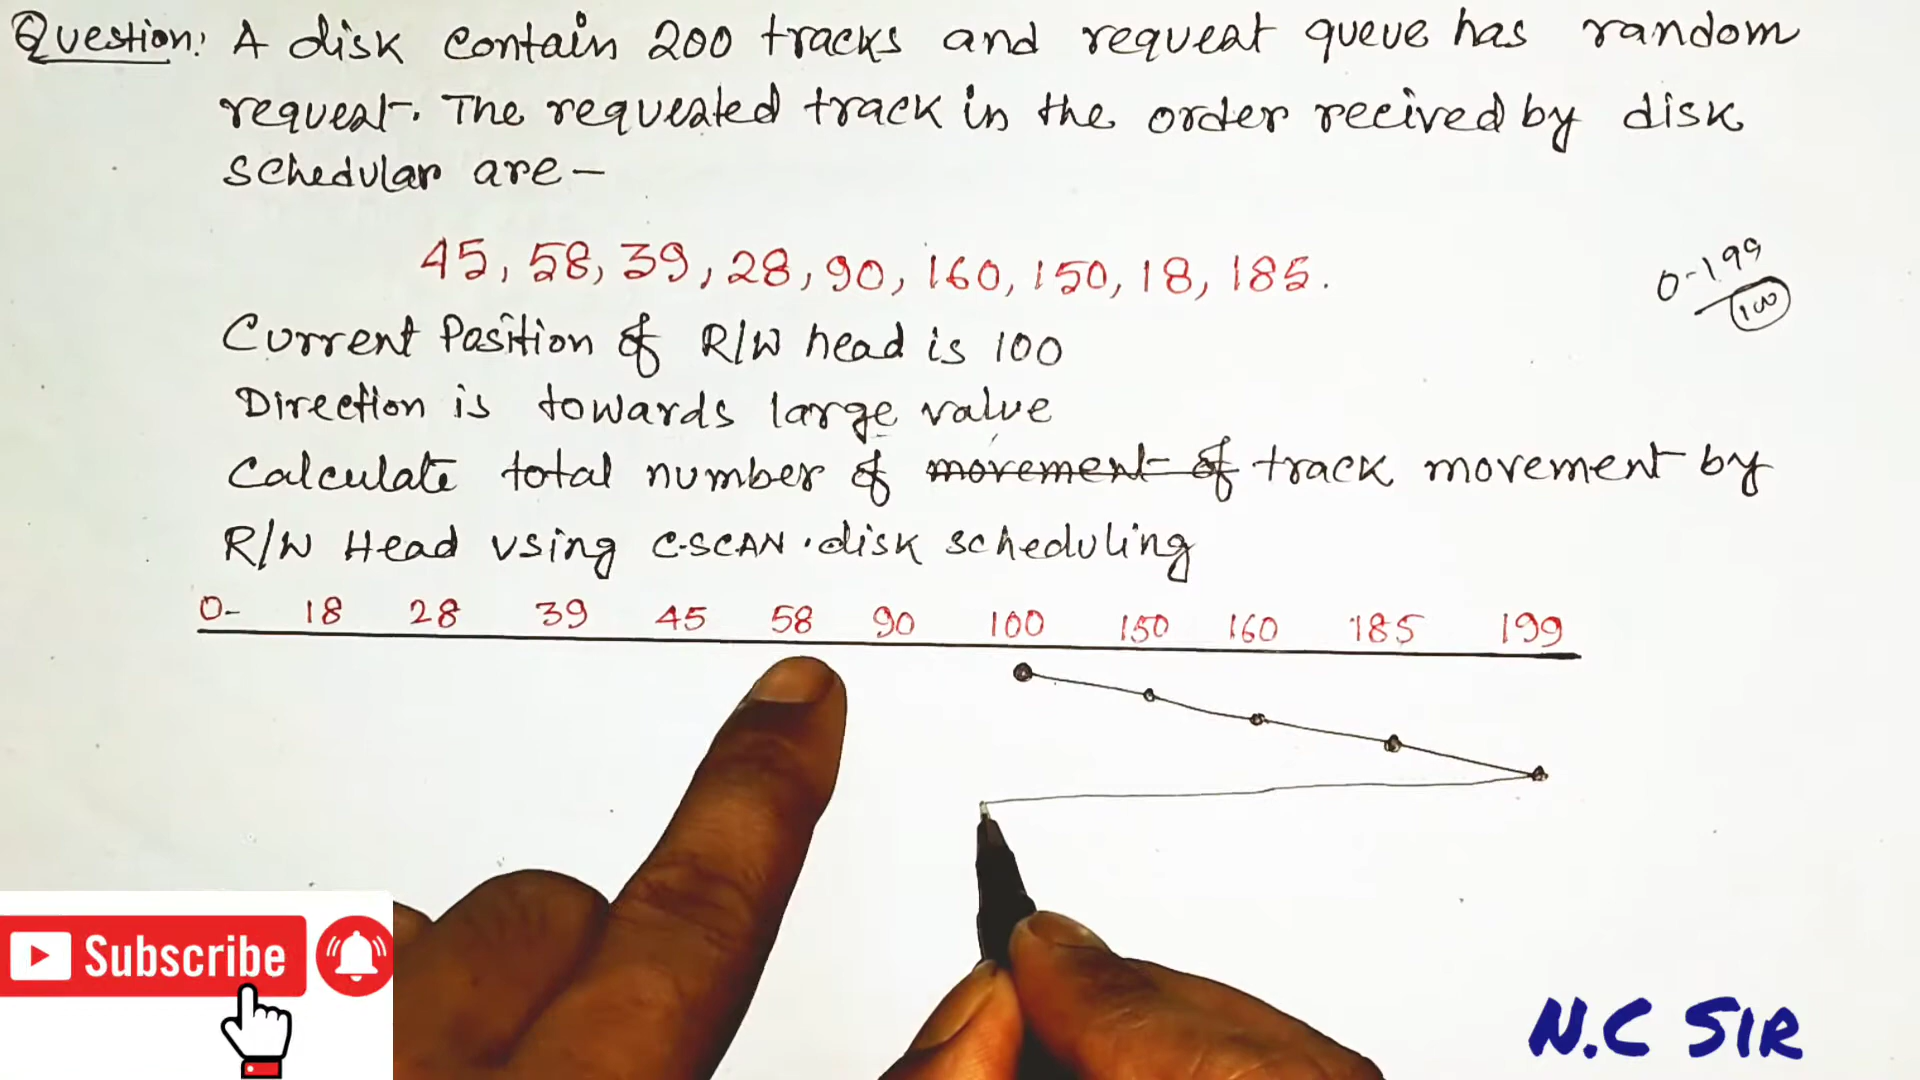 Question: A disk contain 200 tracks and request queue has random
request. The requested track in the order recived by disk
schedular are-
45, 58, 39, 28, 90, 160, 150, 18, 185.
0-199
100
Current Position of R/W head is 100
Direction is towards large value
Calculate total number of movement of track movement by
R/W Head using C-SCAN disk scheduling
0- 18 28 39 45 58 90 100 150 160 185 199
Subscribe
N.C SIR